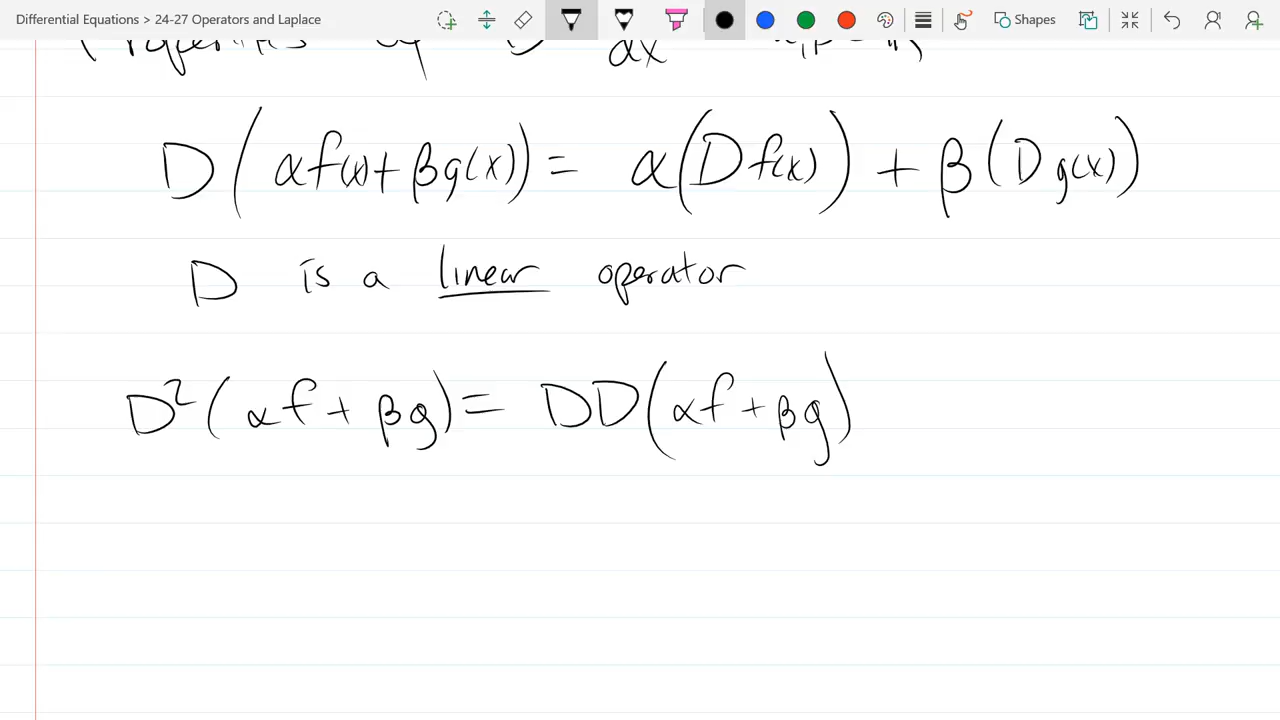 Differential Equations > 24-27 Operators and Laplace
Shapes
D(αf(x)+βg(x)) = α(Df(x)) + β(Dg(x))
D is a linear operator
D²(αf+βg) = DD(αf+βg)